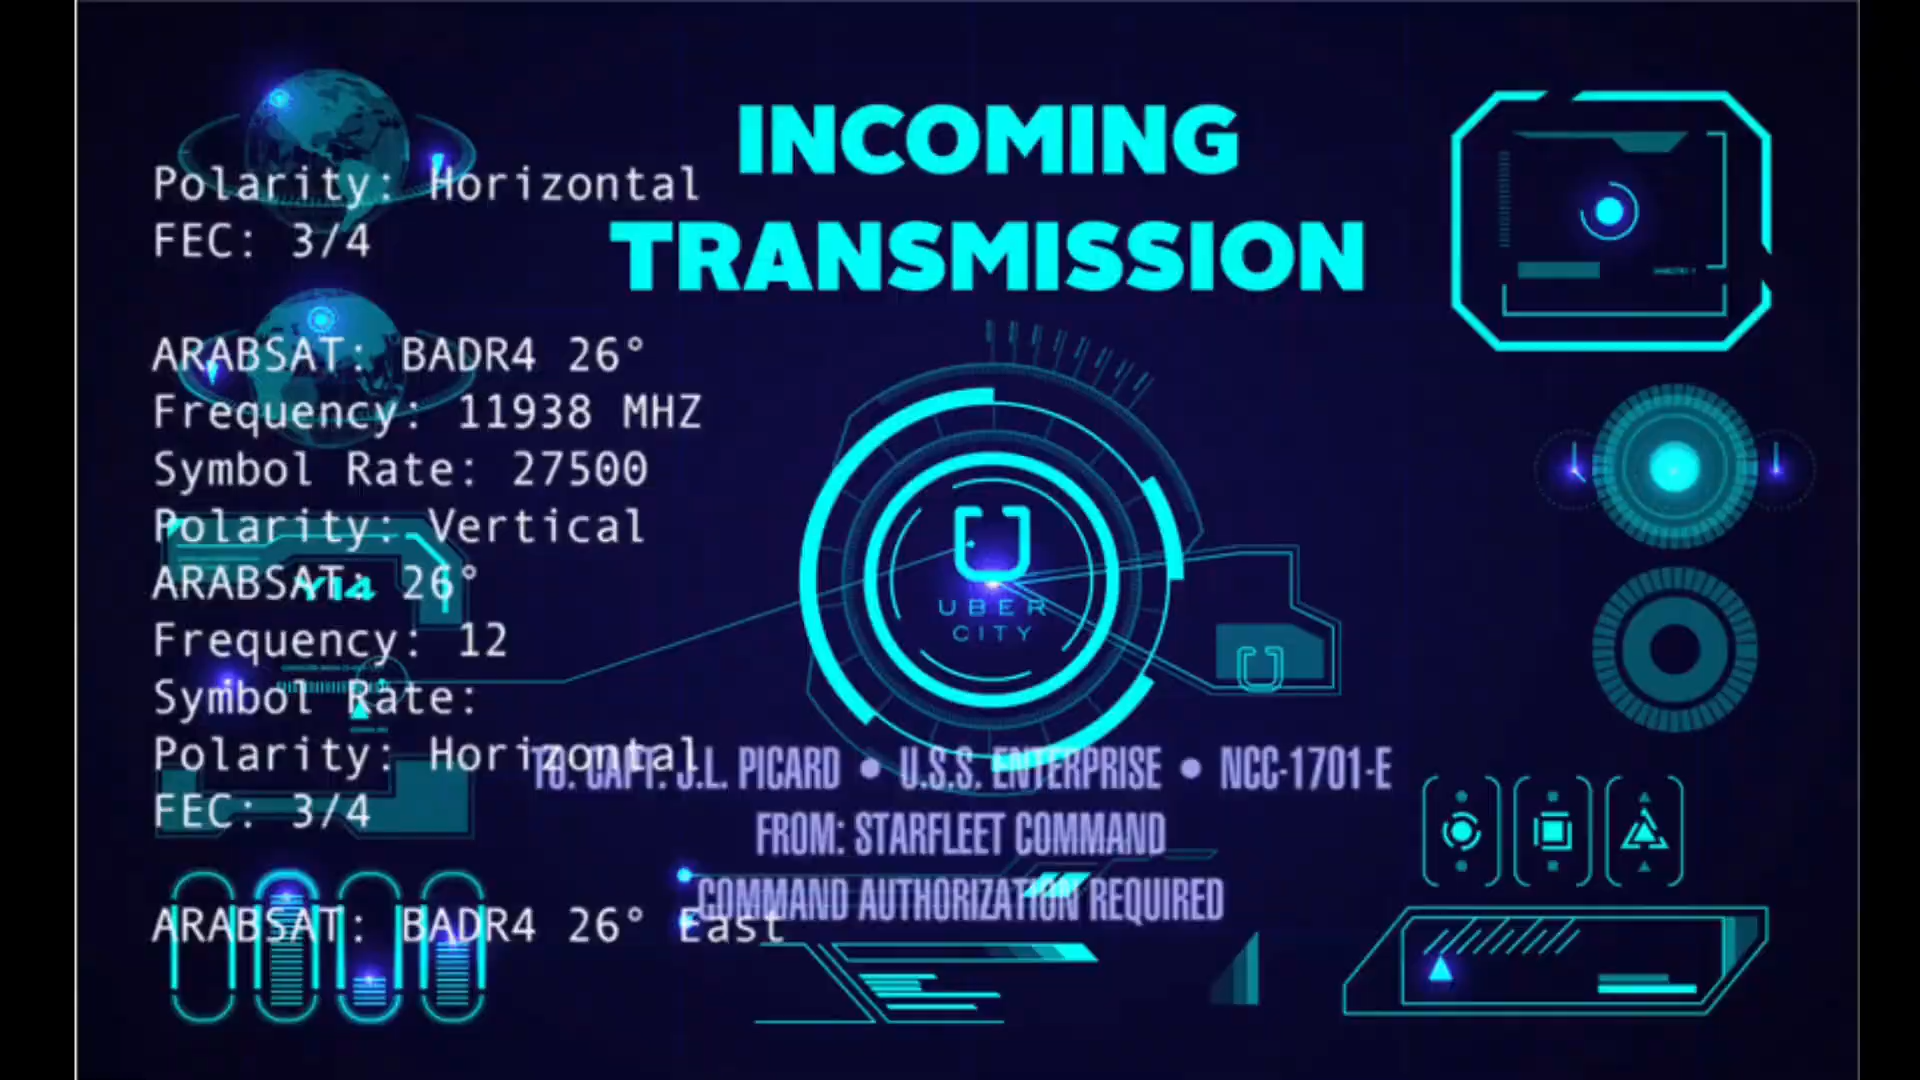 INCOMING
TRANSMISSION
Polarity: Horizontal
FEC: 3/4
ARABSAT: BADR4 26°
Frequency: 11938 MHZ
Symbol Rate: 27500
Polarity: Vertical
ARABSAT: 26°
Y14
Frequency: 12
Symbol Rate:
Polarity: Horizontal
FEC: 3/4
ARABSAT: BADR4 26° East
UBER
CITY
TO: CAPT. J.L. PICARD • U.S.S. ENTERPRISE • NCC-1701-E
FROM: STARFLEET COMMAND
COMMAND AUTHORIZATION REQUIRED